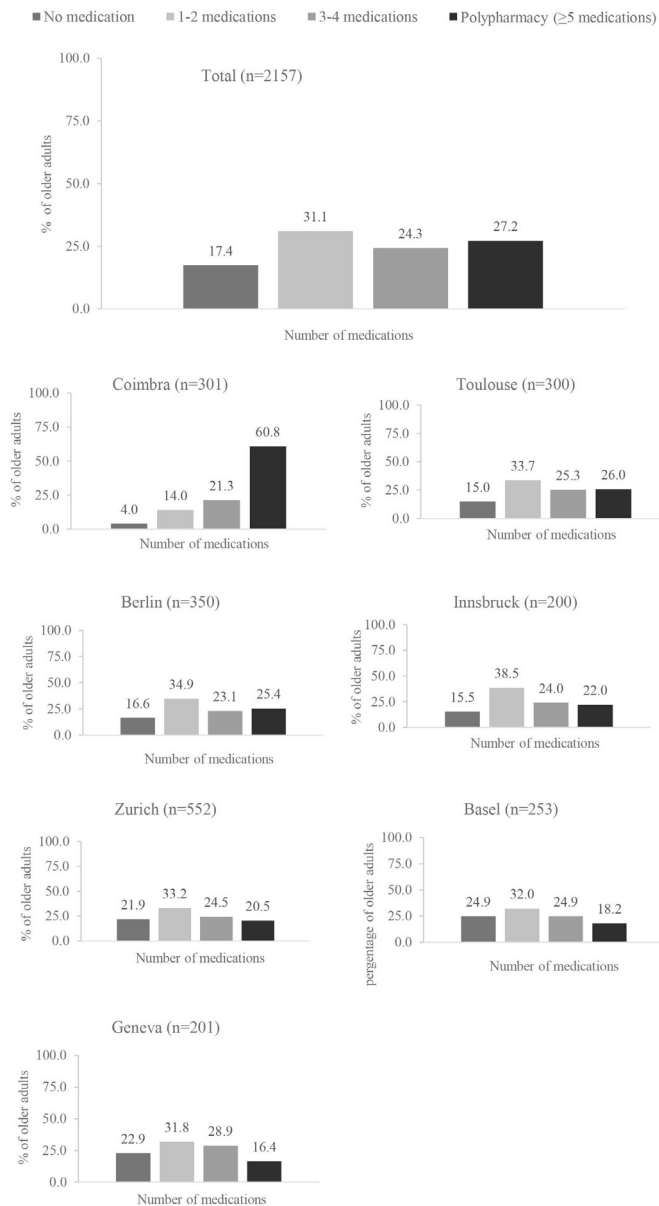 No medication 1-2 medications 3-4 medications Polypharmacy (≥5 medications)
Total (n=2157)
% of older adults
100.0
75.0
50.0
25.0
0.0
17.4 31.1 24.3 27.2
Number of medications
Coimbra (n=301)
% of older adults
100.0
75.0
50.0
25.0
0.0
4.0 14.0 21.3 60.8
Number of medications
Toulouse (n=300)
% of older adults
100.0
75.0
50.0
25.0
0.0
15.0 33.7 25.3 26.0
Number of medications
Berlin (n=350)
% of older adults
100.0
75.0
50.0
25.0
0.0
16.6 34.9 23.1 25.4
Number of medications
Innsbruck (n=200)
% of older adults
100.0
75.0
50.0
25.0
0.0
15.5 38.5 24.0 22.0
Number of medications
Zurich (n=552)
% of older adults
100.0
75.0
50.0
25.0
0.0
21.9 33.2 24.5 20.5
Number of medications
Basel (n=253)
pergentage of older adults
100.0
75.0
50.0
25.0
0.0
24.9 32.0 24.9 18.2
Number of medications
Geneva (n=201)
% of older adults
100.0
75.0
50.0
25.0
0.0
22.9 31.8 28.9 16.4
Number of medications